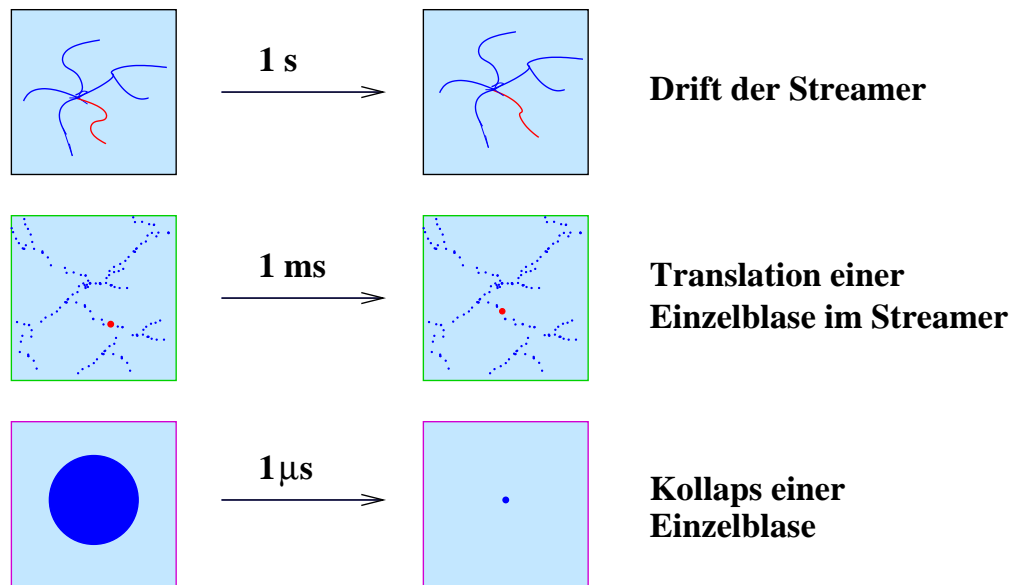 1 s
Drift der Streamer
1 ms
Translation einer
Einzelblase im Streamer
1μs
Kollaps einer
Einzelblase